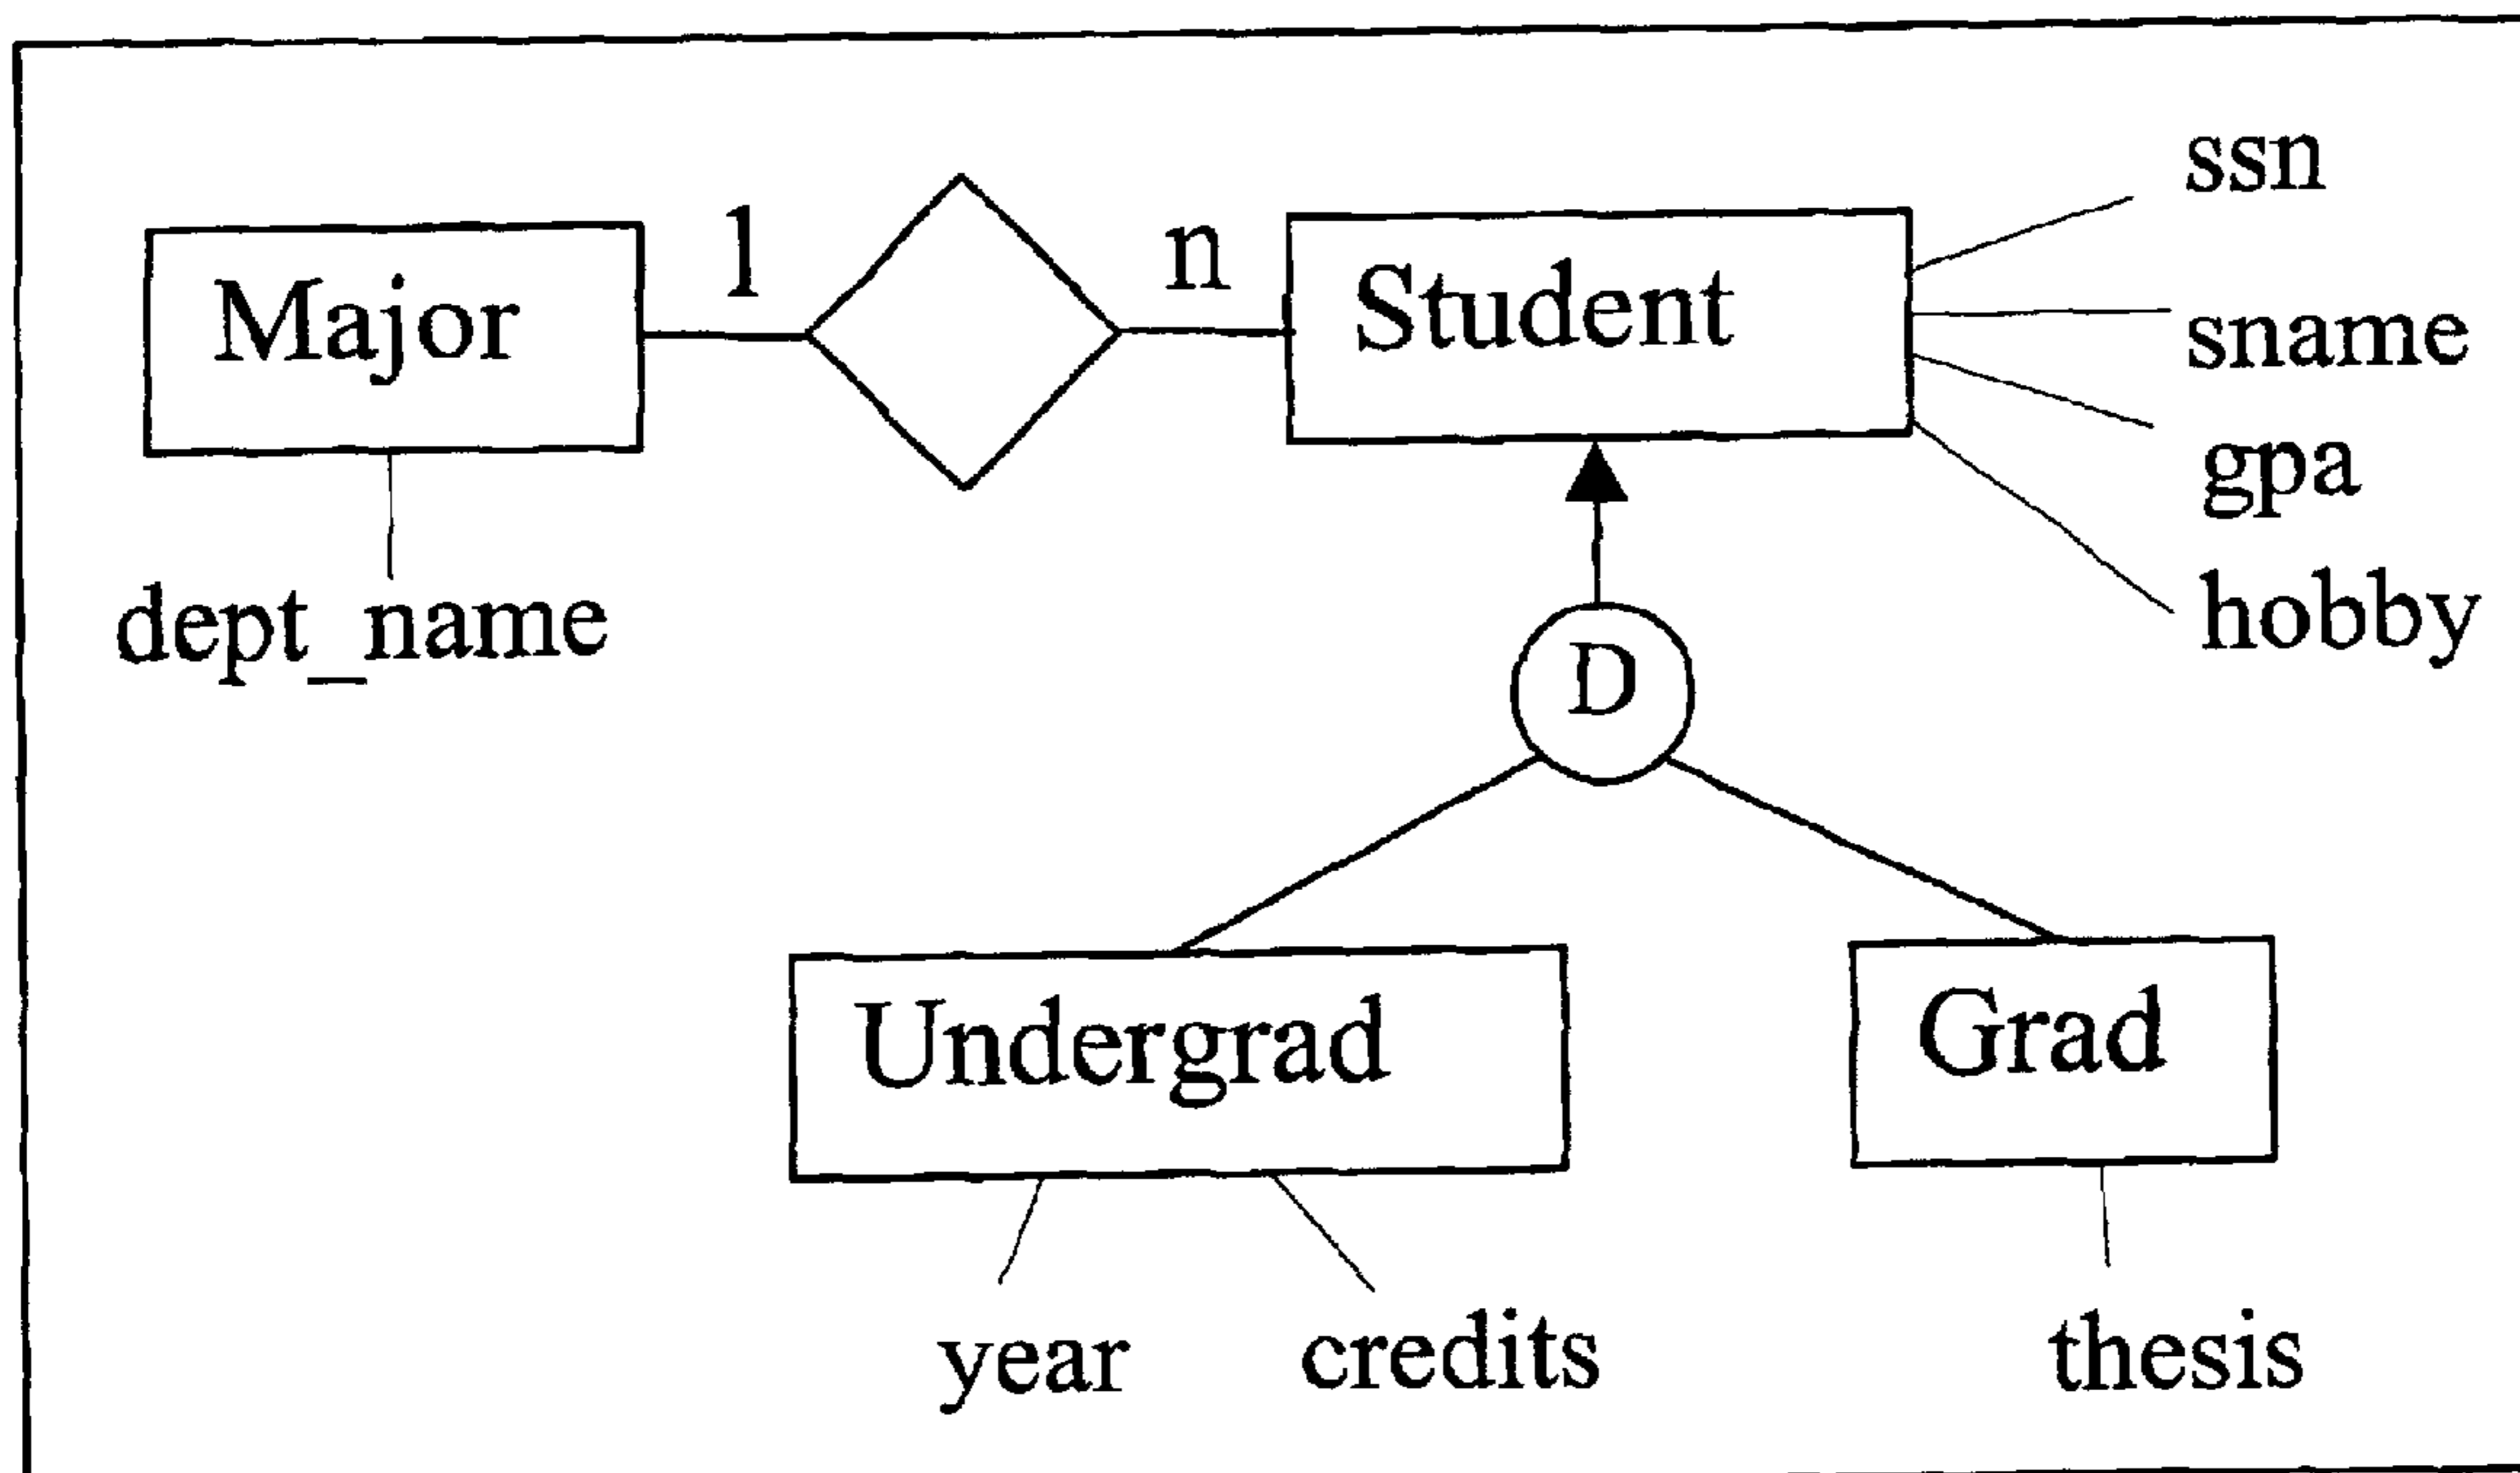 ssn
1
n
Major
Student
sname
gpa
dept_name
hobby
D
Undergrad
Grad
year
credits
thesis